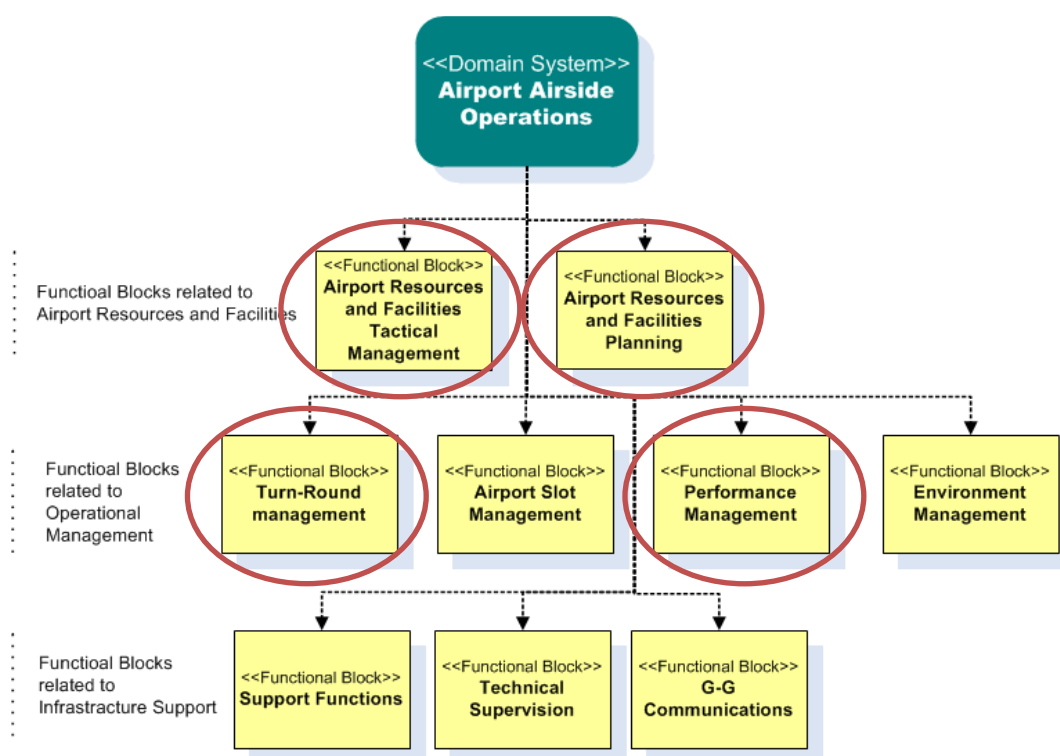 <<Domain System>>
Airport Airside
Operations
Functioal Blocks related to
Airport Resources and Facilities
<<Functional Block>>
Airport Resources
and Facilities
Tactical
Management
<<Functional Block>>
Airport Resources
and Facilities
Planning
Functioal Blocks
related to
Operational
Management
<<Functional Block>>
Turn-Round
management
<<Functional Block>>
Airport Slot
Management
<<Functional Block>>
Performance
Management
<<Functional Block>>
Environment
Management
Functioal Blocks
related to
Infrastracture Support
<<Functional Block>>
Support Functions
<<Functional Block>>
Technical
Supervision
<<Functional Block>>
G-G
Communications